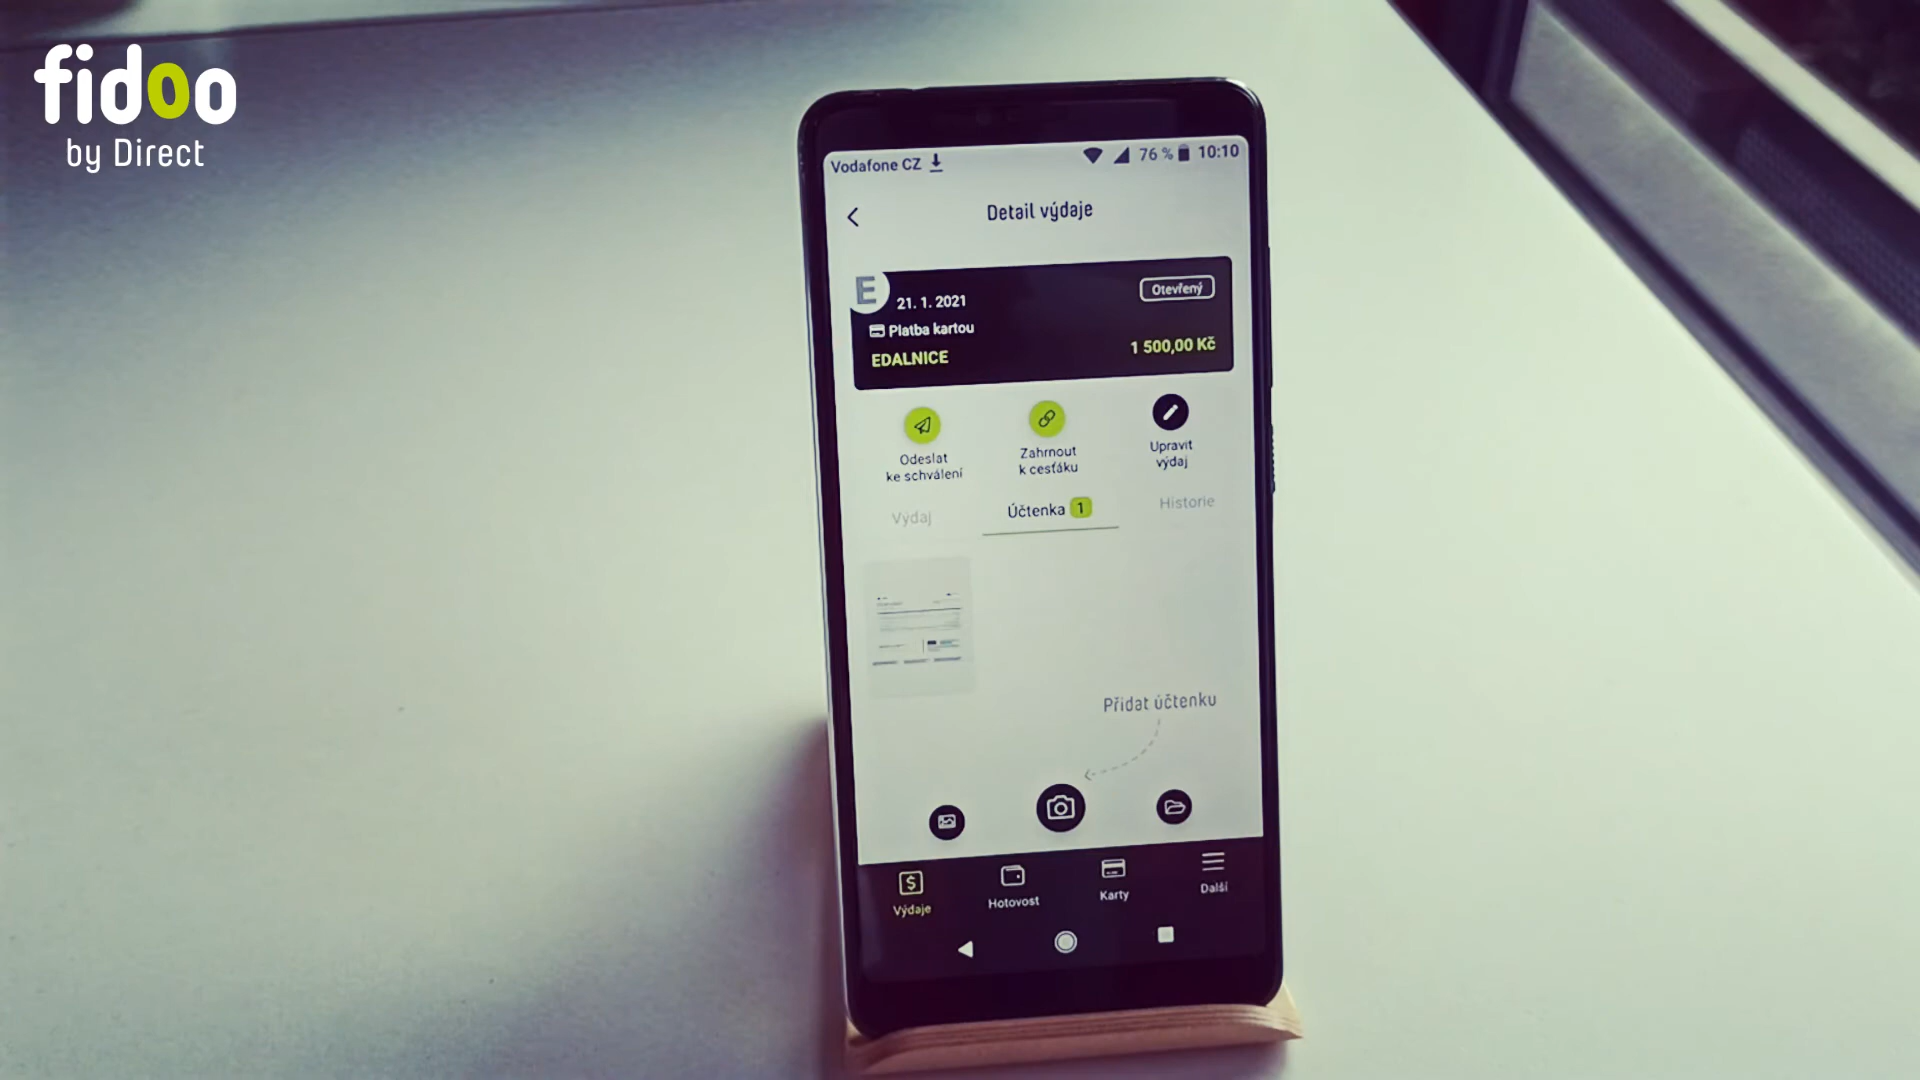 fidoo
by Direct
Vodafone CZ 76 % 10:10
Detail výdaje
E
21. 1. 2021
Otevřený
Platba kartou
EDALNICE
1 500,00 Kč
Odeslat
ke schválení
Zahrnout
k cesťáku
Upravit
výdaj
Výdaj
Účtenka 1
Historie
Přidat účtenku
Výdaje
Hotovost
Karty
Další